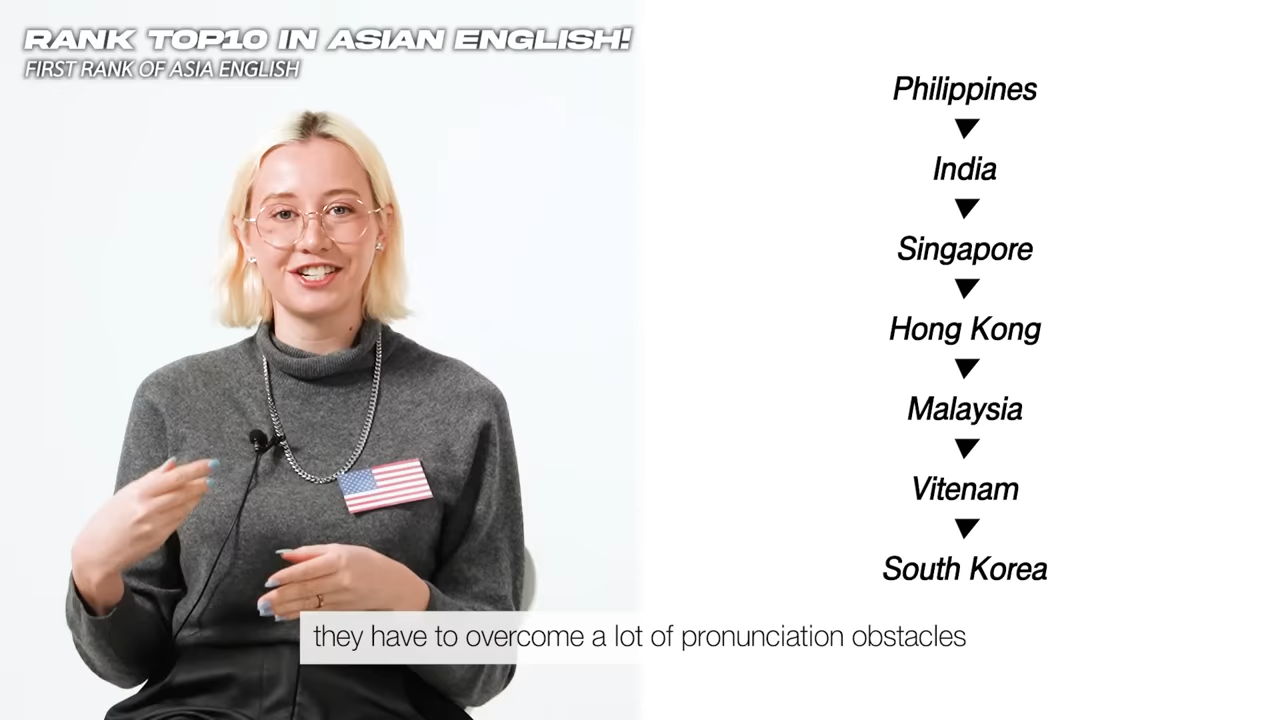 RANK TOP10 IN ASIAN ENGLISH!
FIRST RANK OF ASIA ENGLISH
Philippines
India
Singapore
Hong Kong
Malaysia
Vitenam
South Korea
they have to overcome a lot of pronunciation obstacles